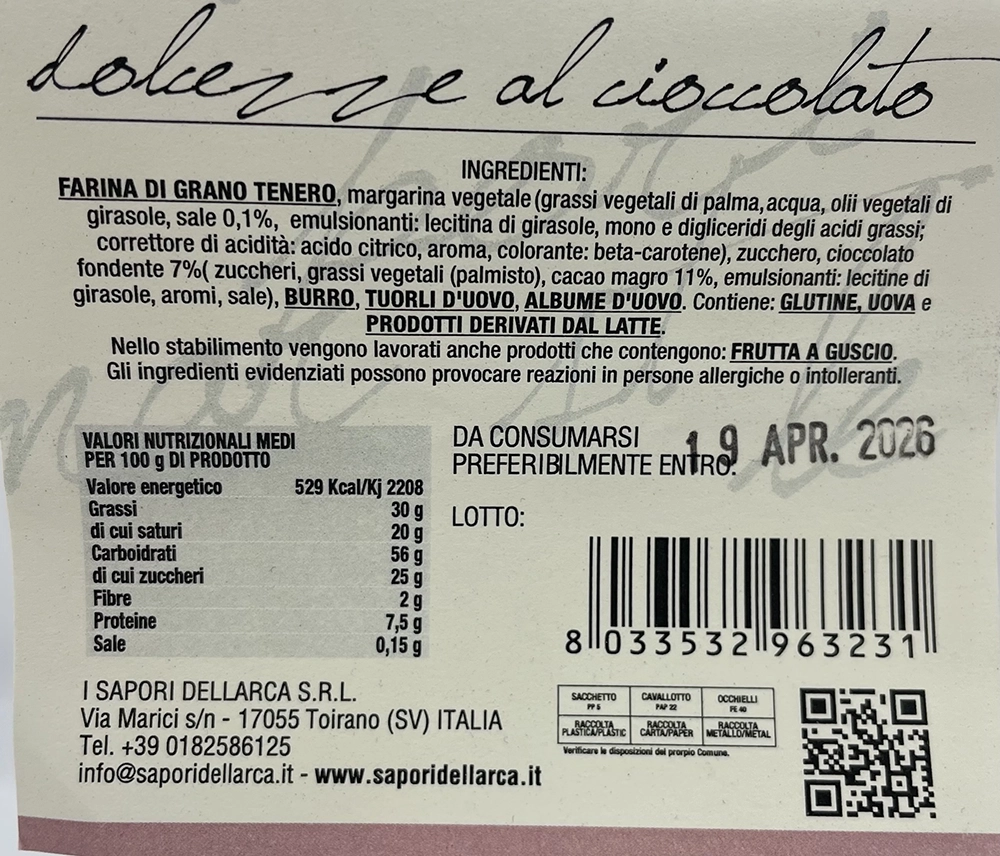 dolcezze al cioccolato
INGREDIENTI:
FARINA DI GRANO TENERO, margarina vegetale (grassi vegetali di palma, acqua, olii vegetali di
girasole, sale 0,1%, emulsionanti: lecitina di girasole, mono e digliceridi degli acidi grassi;
correttore di acidità: acido citrico, aroma, colorante: beta-carotene), zucchero, cioccolato
fondente 7%( zuccheri, grassi vegetali (palmisto), cacao magro 11%, emulsionanti: lecitine di
girasole, aromi, sale), BURRO, TUORLI D'UOVO, ALBUME D'UOVO. Contiene: GLUTINE, UOVA e
PRODOTTI DERIVATI DAL LATTE.
Nello stabilimento vengono lavorati anche prodotti che contengono: FRUTTA A GUSCIO.
Gli ingredienti evidenziati possono provocare reazioni in persone allergiche o intolleranti.
VALORI NUTRIZIONALI MEDI
PER 100 g DI PRODOTTO
Valore energetico 529 Kcal/Kj 2208
Grassi 30 g
di cui saturi 20 g
Carboidrati 56 g
di cui zuccheri 25 g
Fibre 2 g
Proteine 7,5 g
Sale 0,15 g
DA CONSUMARSI
PREFERIBILMENTE ENTRO: 19 APR. 2026
LOTTO:
8 033532 963231
I SAPORI DELLARCA S.R.L.
Via Marici s/n - 17055 Toirano (SV) ITALIA
Tel. +39 0182586125
info@saporidellarca.it - www.saporidellarca.it
SACCHETTO CAVALLOTTO OCCHIELLI
PP 5 PAP 22 FE 40
RACCOLTA RACCOLTA RACCOLTA
PLASTICA/PLASTIC CARTA/PAPER METALLO/METAL
Verificare le disposizioni del prorpio Comune.